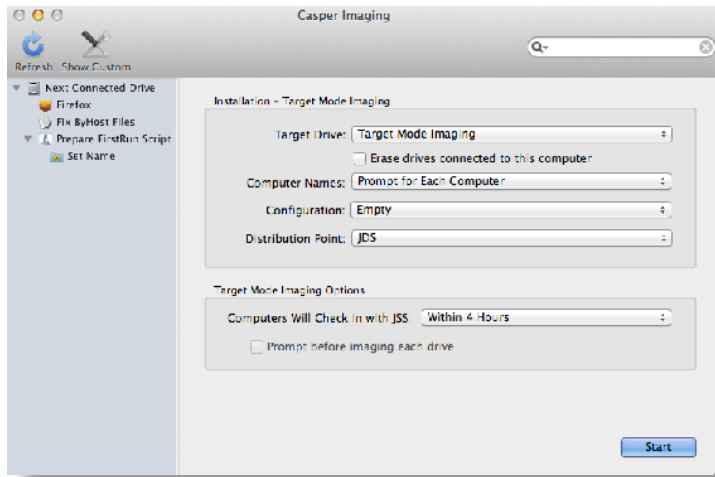 Casper Imaging
Refresh Show Custom
Next Connected Drive
Firefox
Fix ByHost Files
Prepare FirstRun Script
Set Name
Installation - Target Mode Imaging
Target Drive: Target Mode Imaging
Erase drives connected to this computer
Computer Names: Prompt for Each Computer
Configuration: Empty
Distribution Point: JDS
Target Mode Imaging Options
Computers Will Check In with JSS: Within 4 Hours
Prompt before imaging each drive
Start